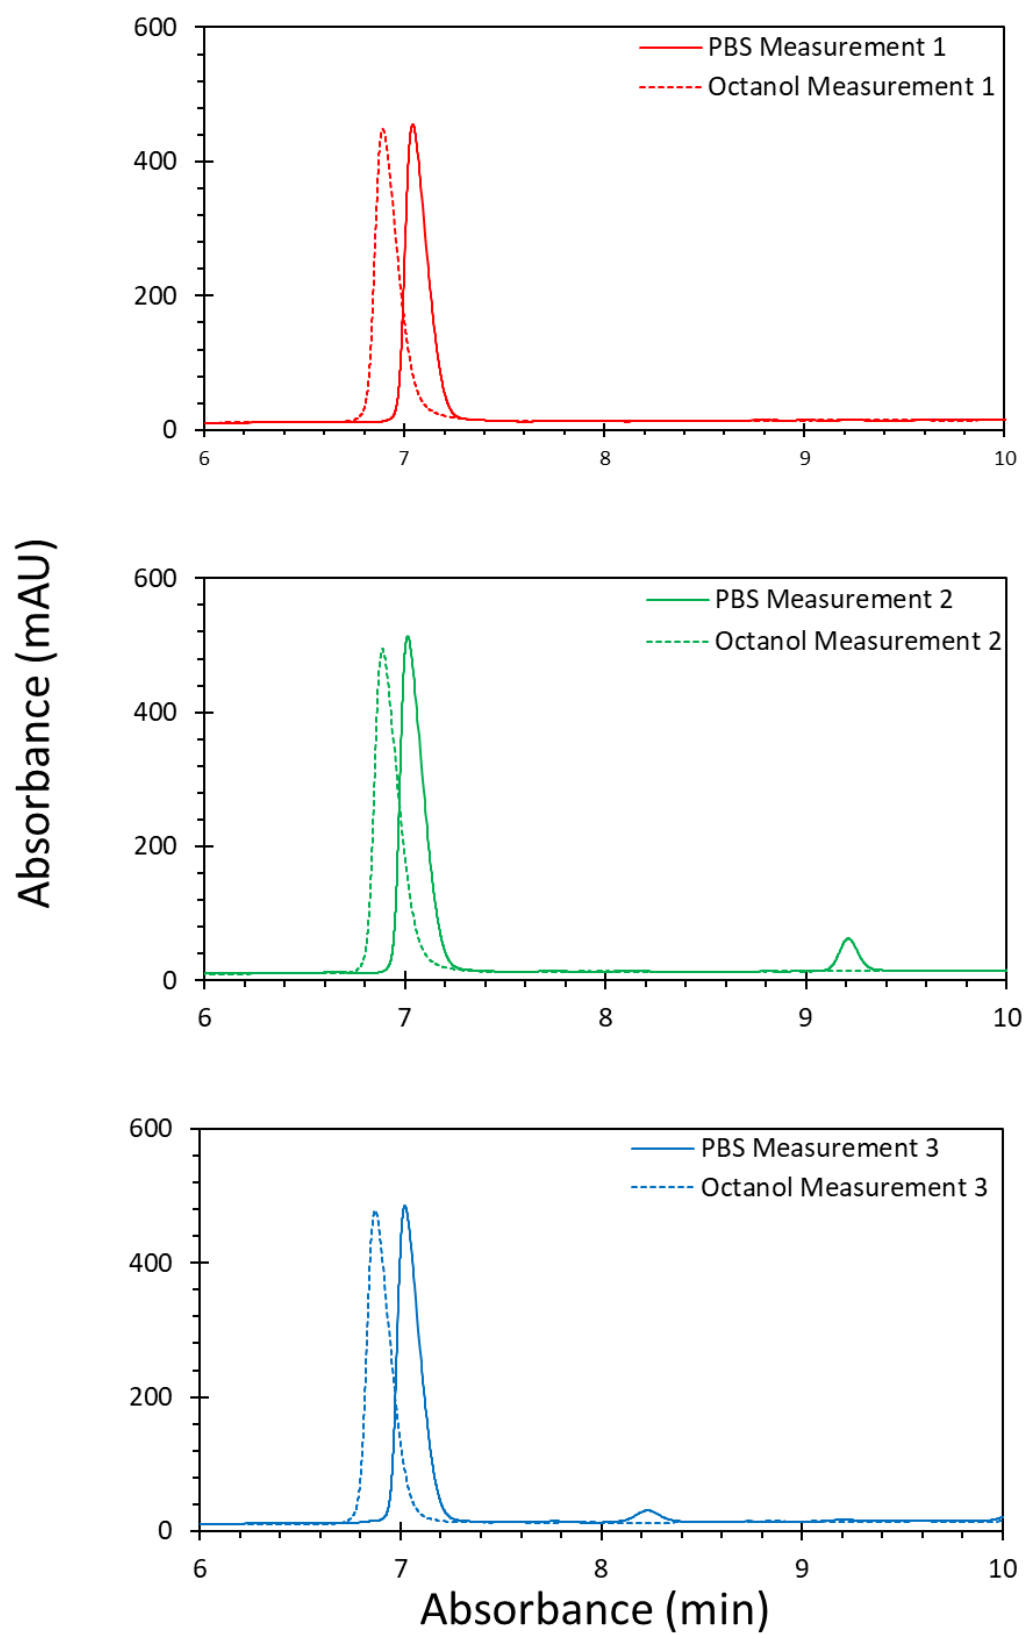 600
400
200
0
6 7 8 9 10
PBS Measurement 1
Octanol Measurement 1
Absorbance (mAU)
600
400
200
0
6 7 8 9 10
PBS Measurement 2
Octanol Measurement 2
600
400
200
0
6 7 8 9 10
PBS Measurement 3
Octanol Measurement 3
Absorbance (min)